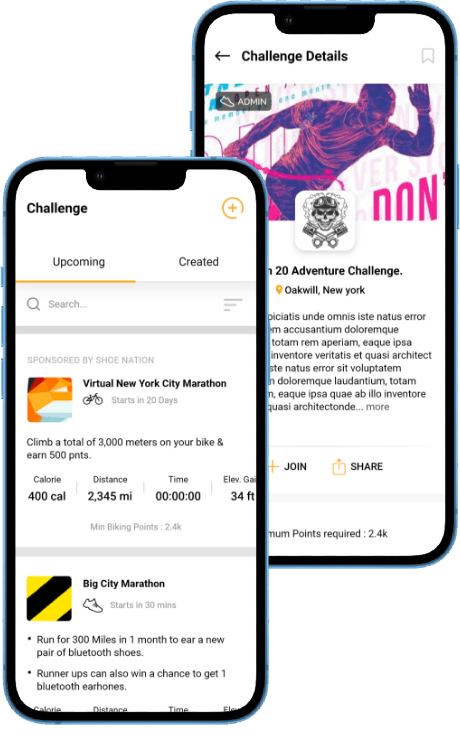 Challenge Details
ADMIN
DON'
n 20 Adventure Challenge.
Oakwill, New york
piciatis unde omnis iste natus error
em accusantium doloremque
totam rem aperiam, eaque ipsa
inventore veritatis et quasi architect
ste natus error sit voluptatem
n doloremque laudantium, totam
m, eaque ipsa quae ab illo inventore
quasi architectonde... more
JOIN
SHARE
mum Points required : 2.4k
Challenge
Upcoming
Created
Search...
SPONSORED BY SHOE NATION
Virtual New York City Marathon
Starts in 20 Days
Climb a total of 3,000 meters on your bike &
earn 500 pnts.
Calorie Distance Time Elev. Gai
400 cal 2,345 mi 00:00:00 34 ft
Min Biking Points : 2.4k
Big City Marathon
Starts in 30 mins
• Run for 300 Miles in 1 month to ear a new
pair of bluetooth shoes.
• Runner ups can also win a chance to get 1
bluetooth earhones.
Calorie Distance Time Elev